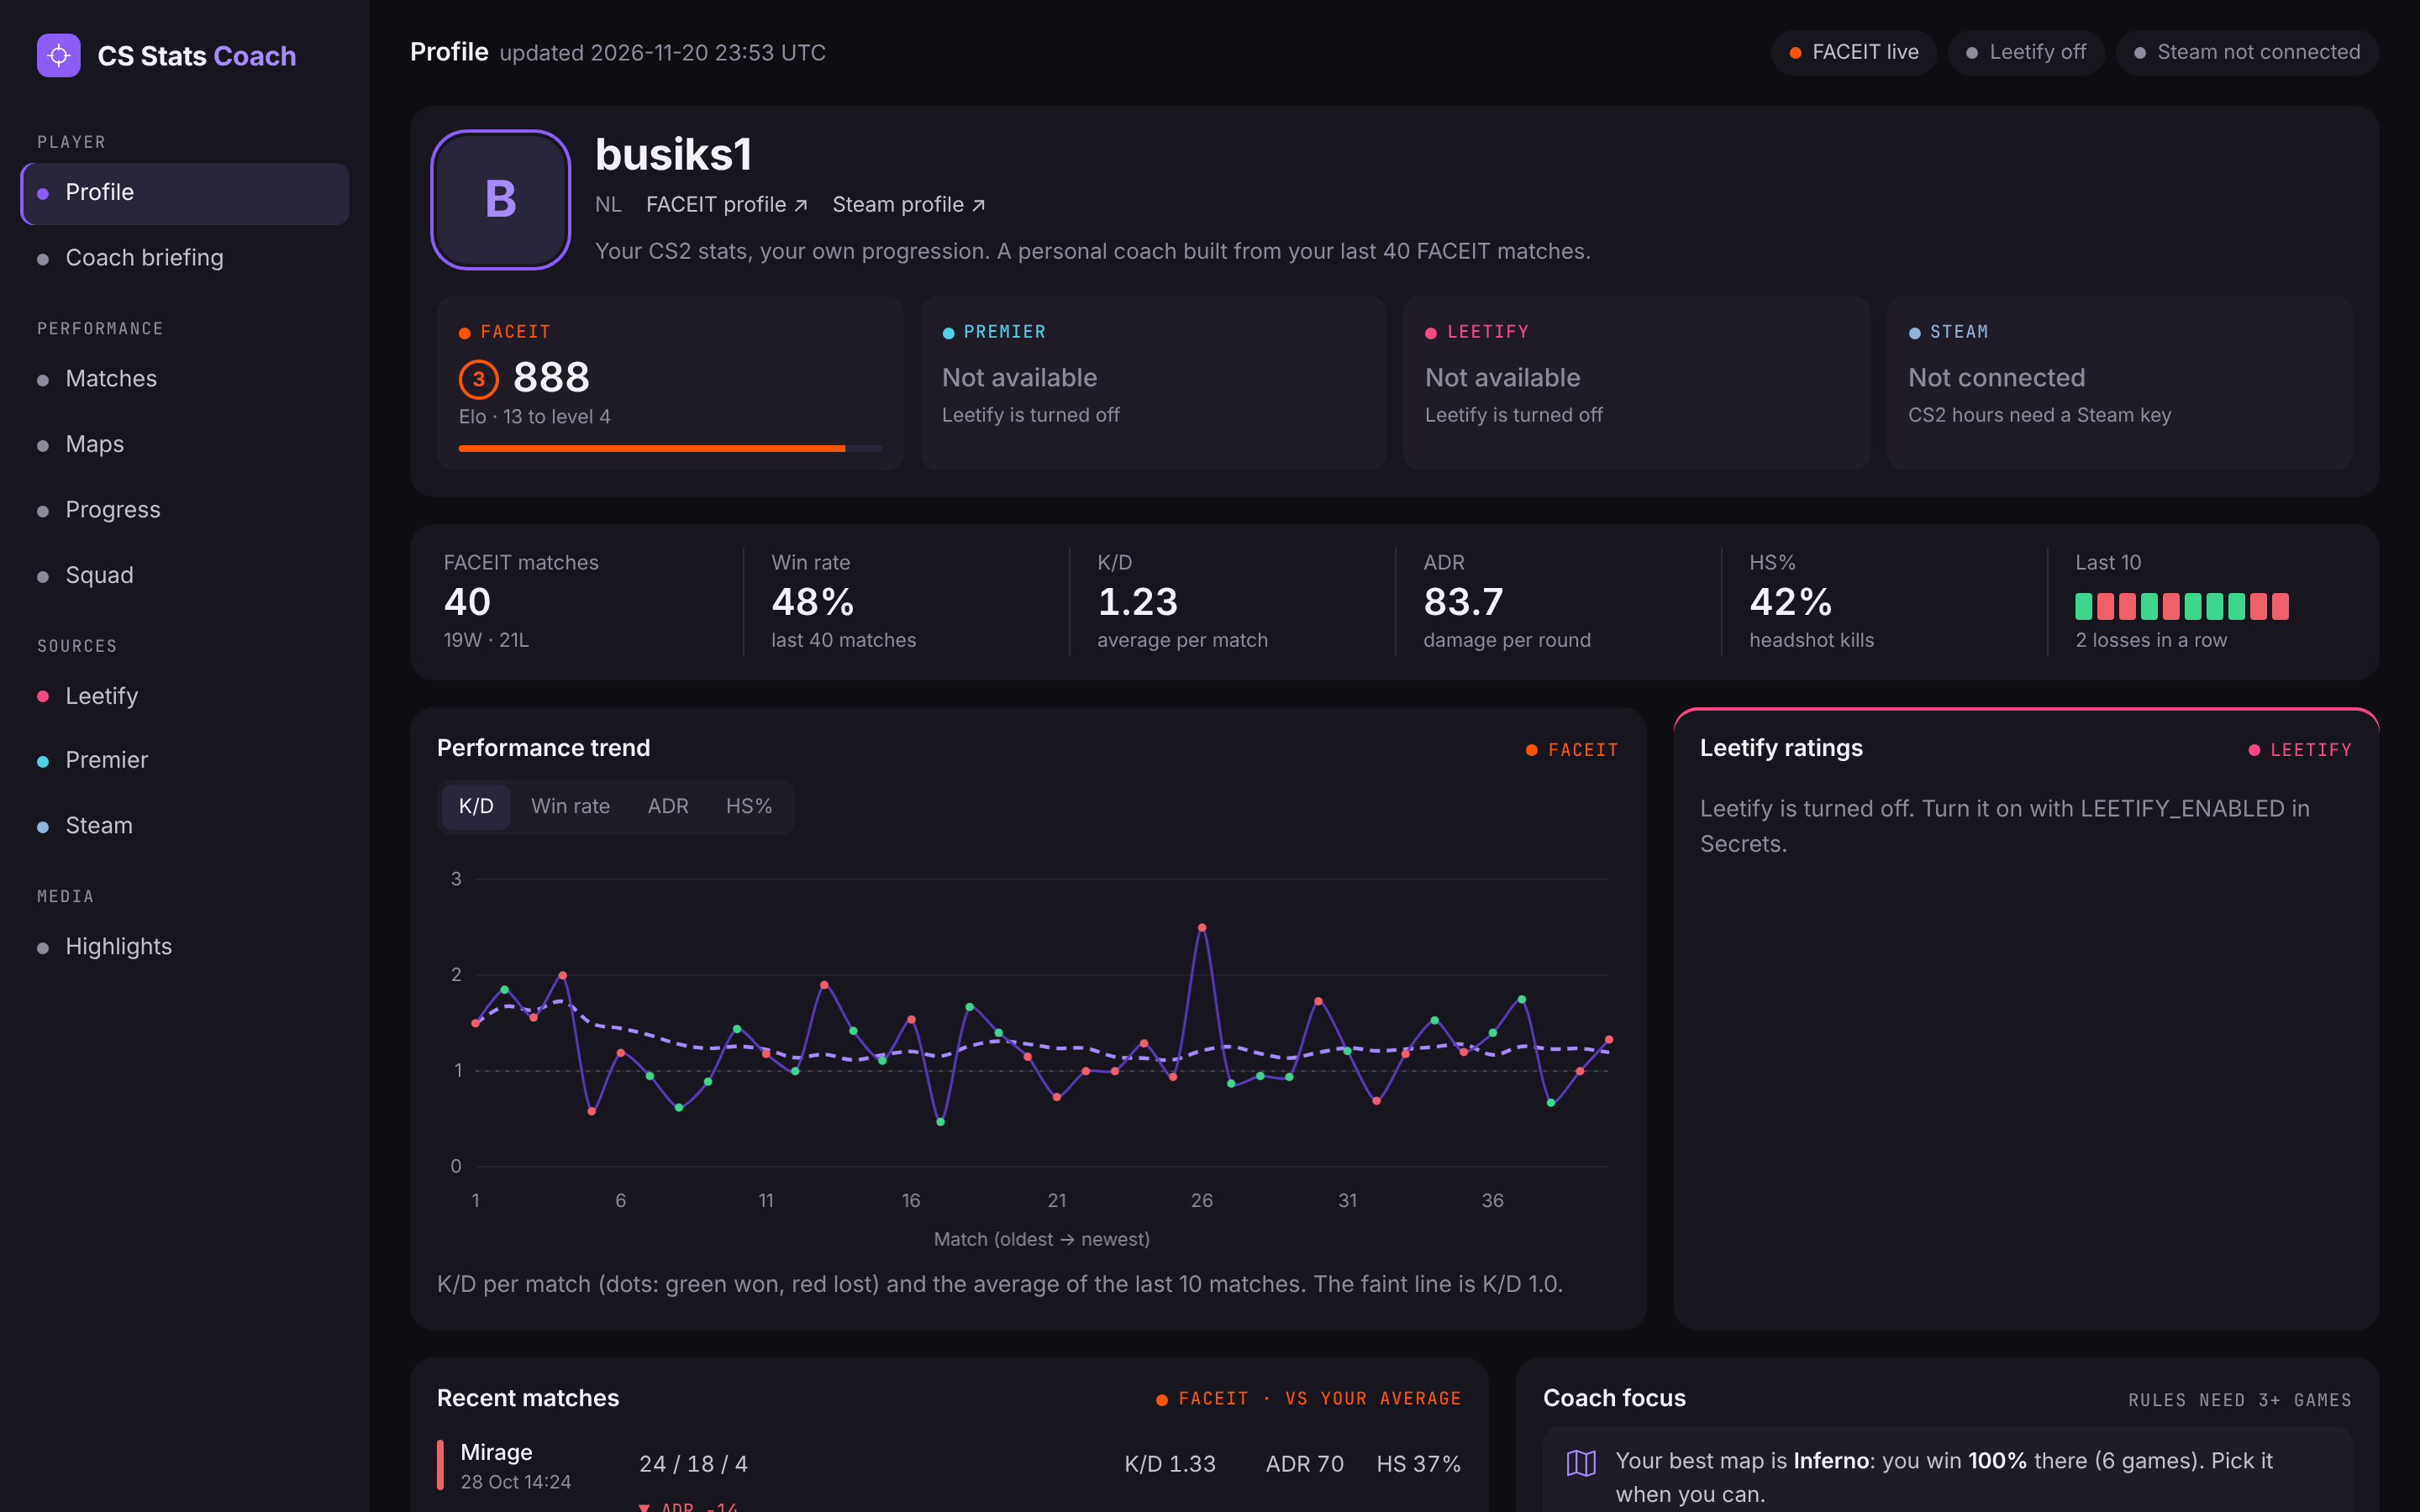 CS Stats Coach
PLAYER
Profile
Coach briefing
PERFORMANCE
Matches
Maps
Progress
Squad
SOURCES
Leetify
Premier
Steam
MEDIA
Highlights
Profile updated 2026-11-20 23:53 UTC
FACEIT live
Leetify off
Steam not connected
B
busiks1
NL FACEIT profile ↗ Steam profile ↗
Your CS2 stats, your own progression. A personal coach built from your last 40 FACEIT matches.
FACEIT
3 888
Elo · 13 to level 4
PREMIER
Not available
Leetify is turned off
LEETIFY
Not available
Leetify is turned off
STEAM
Not connected
CS2 hours need a Steam key
FACEIT matches
40
19W · 21L
Win rate
48%
last 40 matches
K/D
1.23
average per match
ADR
83.7
damage per round
HS%
42%
headshot kills
Last 10
2 losses in a row
Performance trend
FACEIT
K/D Win rate ADR HS%
3
2
1
0
1 6 11 16 21 26 31 36
Match (oldest → newest)
K/D per match (dots: green won, red lost) and the average of the last 10 matches. The faint line is K/D 1.0.
Leetify ratings
LEETIFY
Leetify is turned off. Turn it on with LEETIFY_ENABLED in
Secrets.
Recent matches
FACEIT · VS YOUR AVERAGE
Mirage
28 Oct 14:24
24 / 18 / 4
K/D 1.33 ADR 70 HS 37%
▼ ADR -14
Coach focus
RULES NEED 3+ GAMES
Your best map is Inferno: you win 100% there (6 games). Pick it
when you can.